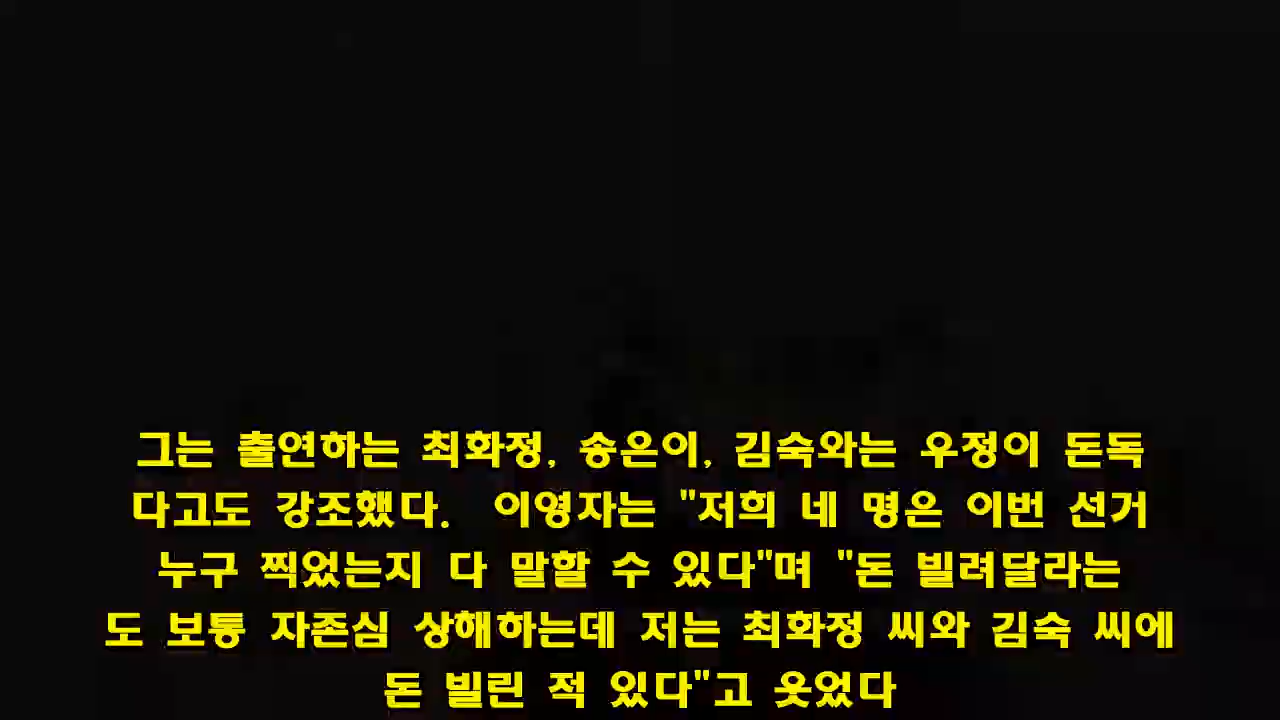 그는 출연하는 최화정, 송은이, 김숙와는 우정이 돈독
다고도 강조했다.  이영자는 "저희 네 명은 이번 선거
누구 찍었는지 다 말할 수 있다"며 "돈 빌려달라는
도 보통 자존심 상해하는데 저는 최화정 씨와 김숙 씨에
돈 빌린 적 있다"고 웃었다